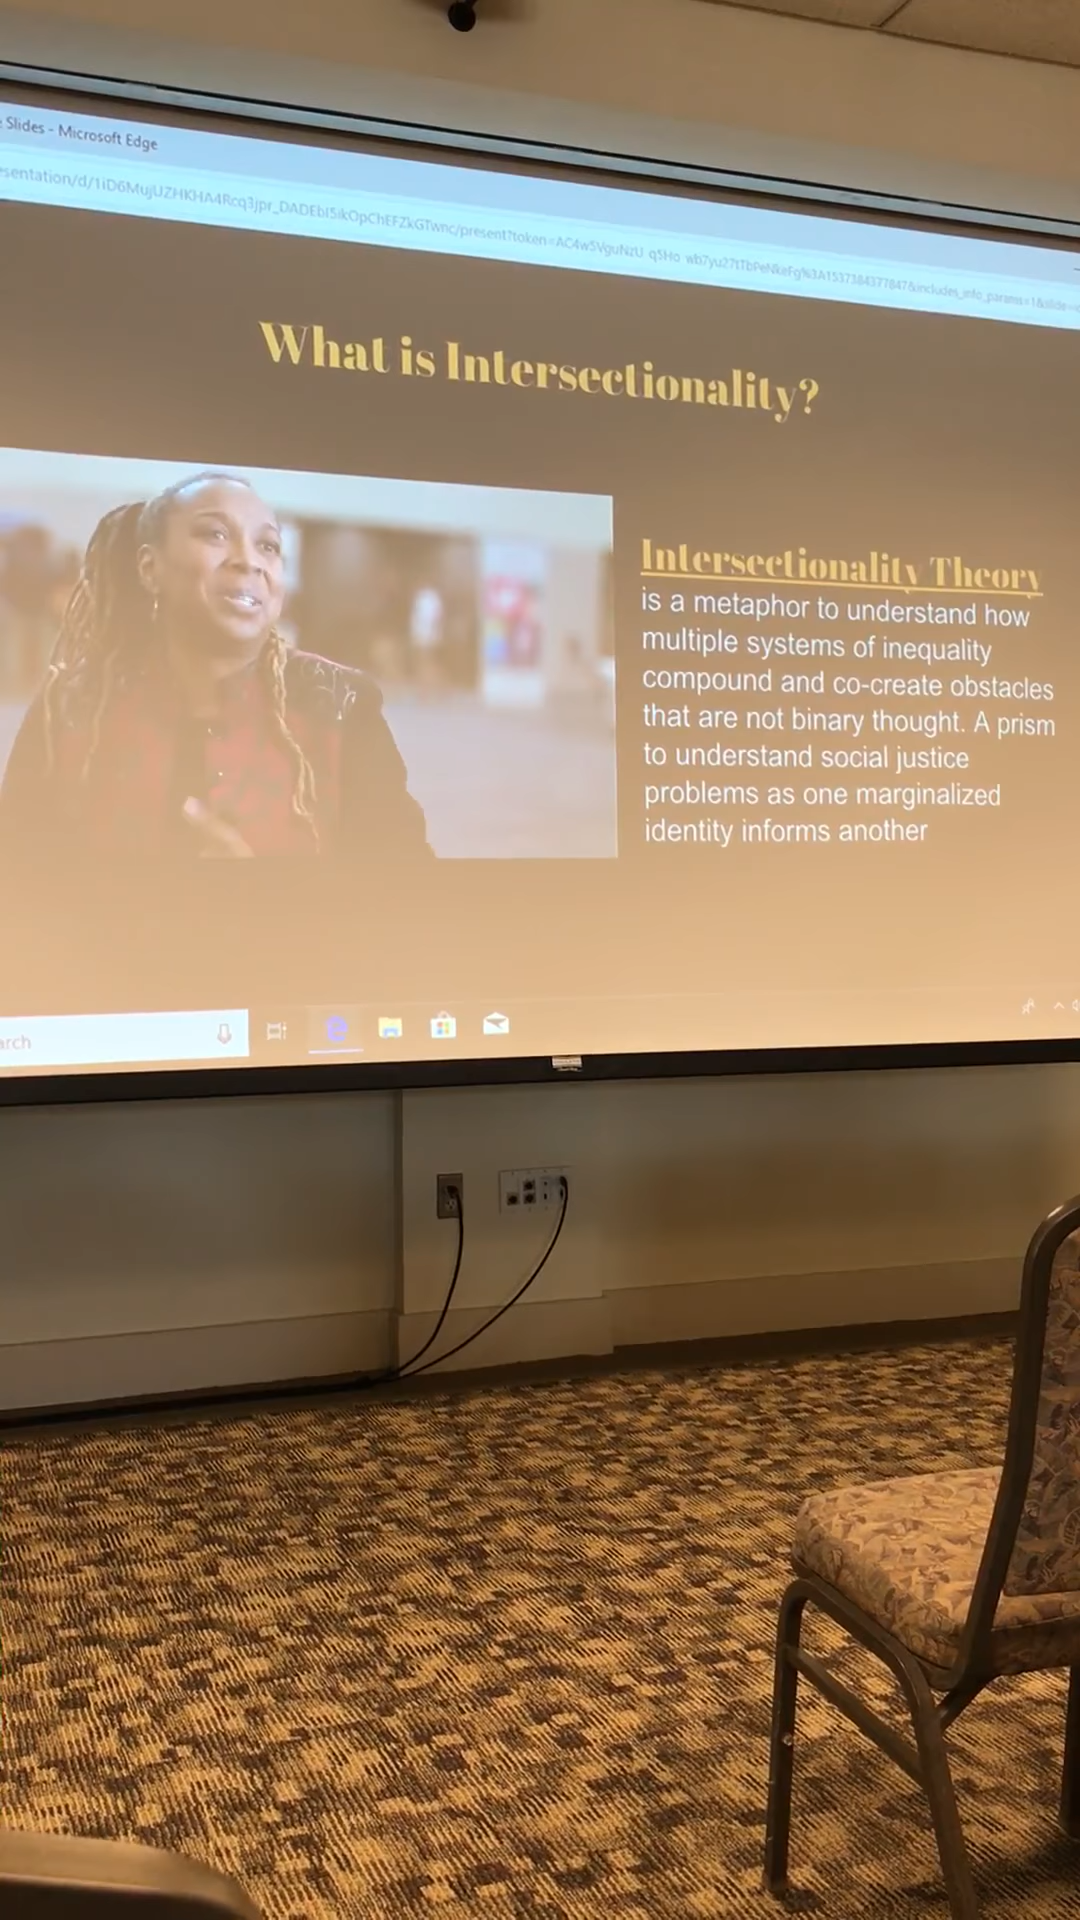 Slides - Microsoft Edge
What is Intersectionality?
Intersectionality Theory
is a metaphor to understand how
multiple systems of inequality
compound and co-create obstacles
that are not binary thought. A prism
to understand social justice
problems as one marginalized
identity informs another
arch